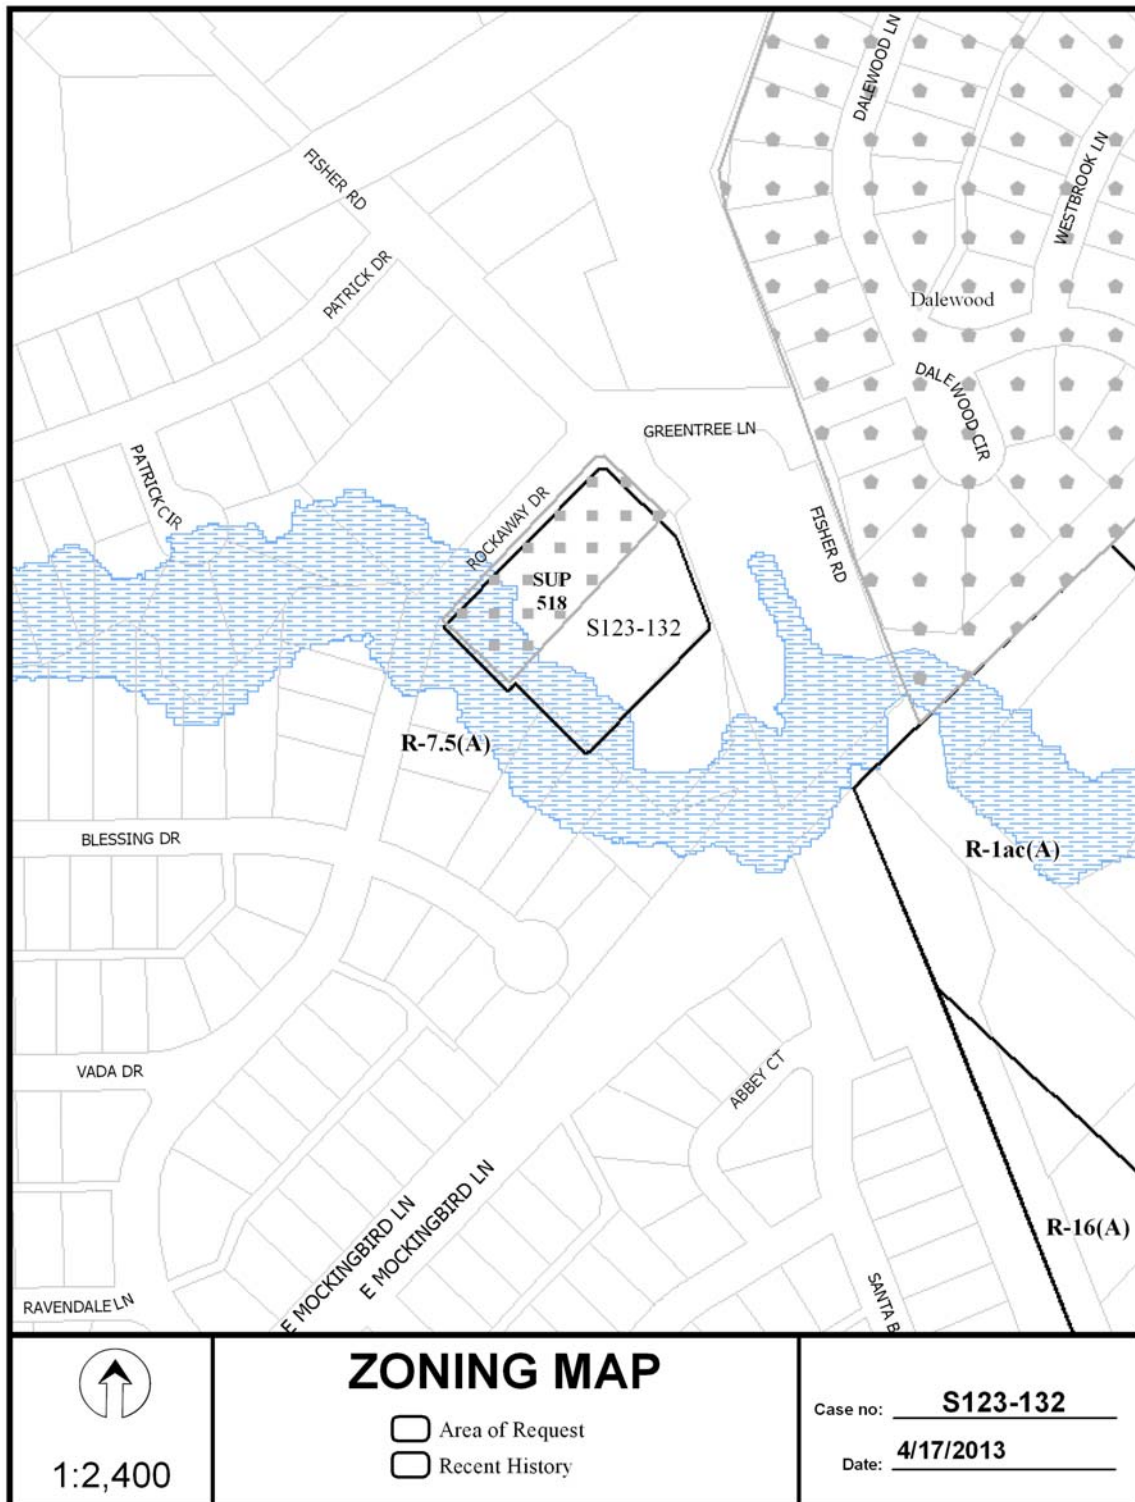 DALEWOOD LN
FISHER RD
WESTBROOK LN
PATRICK DR
Dalewood
DALEWOOD CIR
GREENTREE LN
PATRICK CIR
ROCKAWAY DR
FISHER RD
SUP
518
S123-132
R-7.5(A)
BLESSING DR
R-1ac(A)
VADA DR
ABBEY CT
E MOCKINGBIRD LN
E MOCKINGBIRD LN
R-16(A)
RAVENDALE LN
SANTA B
1:2,400
ZONING MAP
Area of Request
Recent History
Case no: S123-132
Date: 4/17/2013